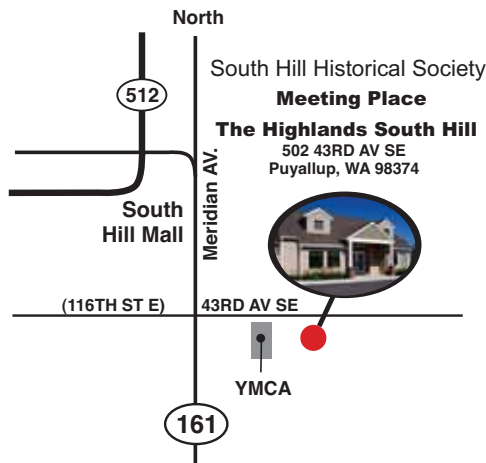 North
South Hill Historical Society
512
Meeting Place
The Highlands South Hill
502 43RD AV SE
Puyallup, WA 98374
Meridian AV.
South
Hill Mall
(116TH ST E)
43RD AV SE
YMCA
161